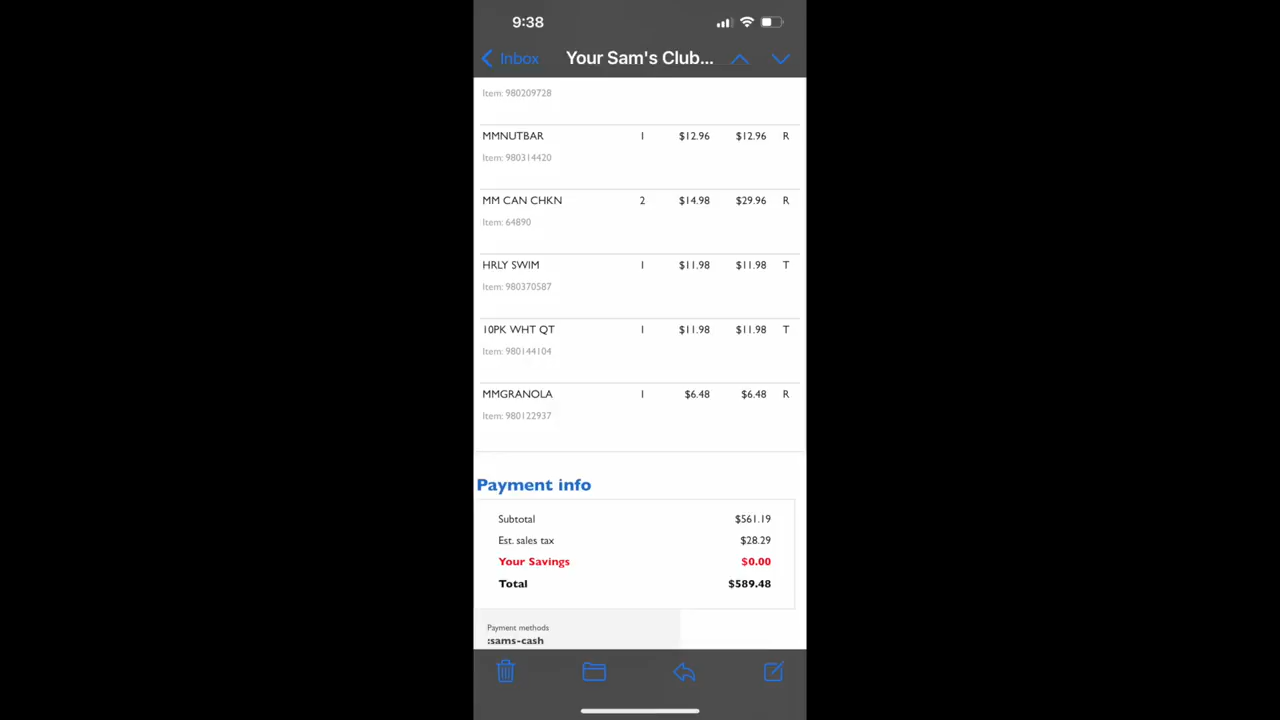 9:38
Inbox Your Sam's Club...
Item: 980209728
MMNUTBAR 1 $12.96 $12.96 R
Item: 980314420
MM CAN CHKN 2 $14.98 $29.96 R
Item: 64890
HRLY SWIM 1 $11.98 $11.98 T
Item: 980370587
10PK WHT QT 1 $11.98 $11.98 T
Item: 980144104
MMGRANOLA 1 $6.48 $6.48 R
Item: 980122937
Payment info
Subtotal $561.19
Est. sales tax $28.29
Your Savings $0.00
Total $589.48
Payment methods
:sams-cash